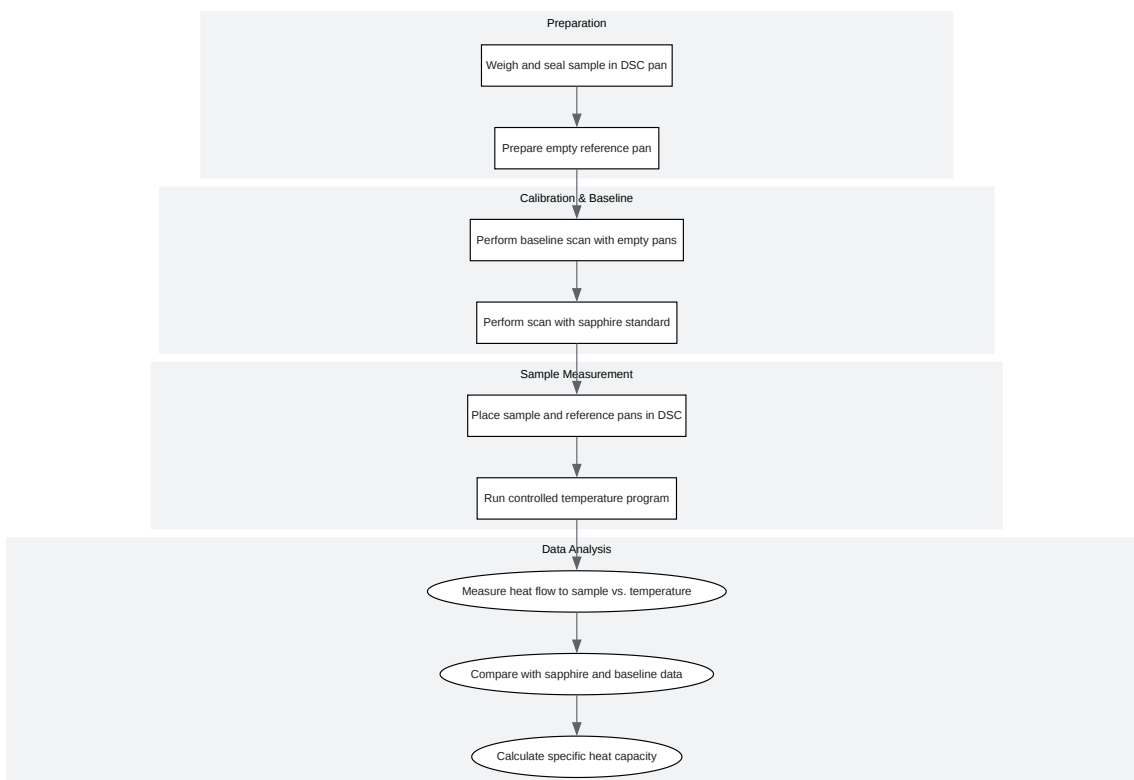 Preparation
Weigh and seal sample in DSC pan
Prepare empty reference pan
Calibration & Baseline
Perform baseline scan with empty pans
Perform scan with sapphire standard
Sample Measurement
Place sample and reference pans in DSC
Run controlled temperature program
Data Analysis
Measure heat flow to sample vs. temperature
Compare with sapphire and baseline data
Calculate specific heat capacity